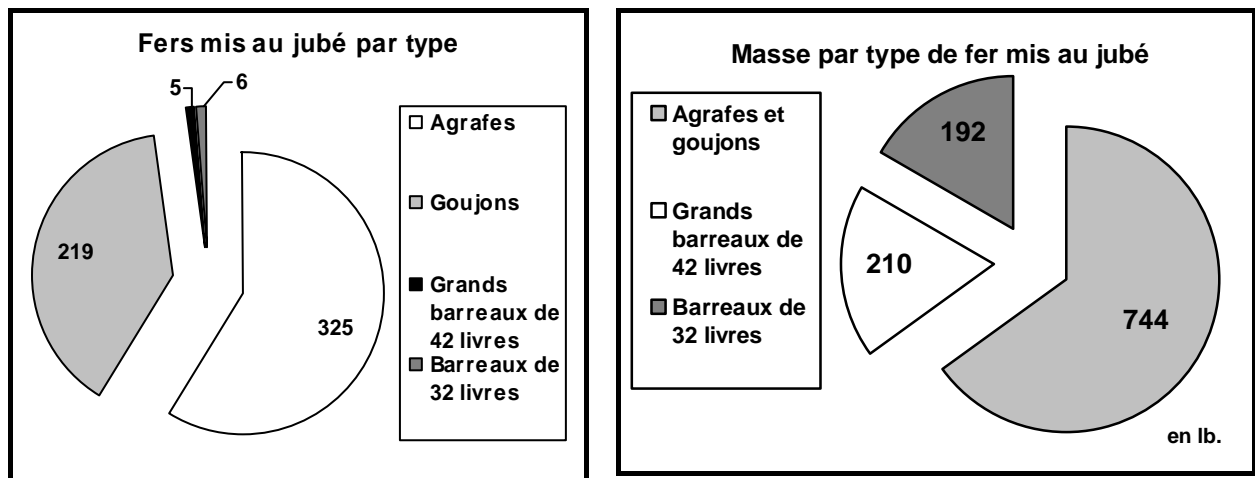 Fers mis au jubé par type
5
6
219
325
Agrafes
Goujons
Grands
barreaux de
42 livres
Barreaux de
32 livres
Masse par type de fer mis au jubé
Agrafes et
goujons
Grands
barreaux de
42 livres
Barreaux de
32 livres
192
210
744
en lb.